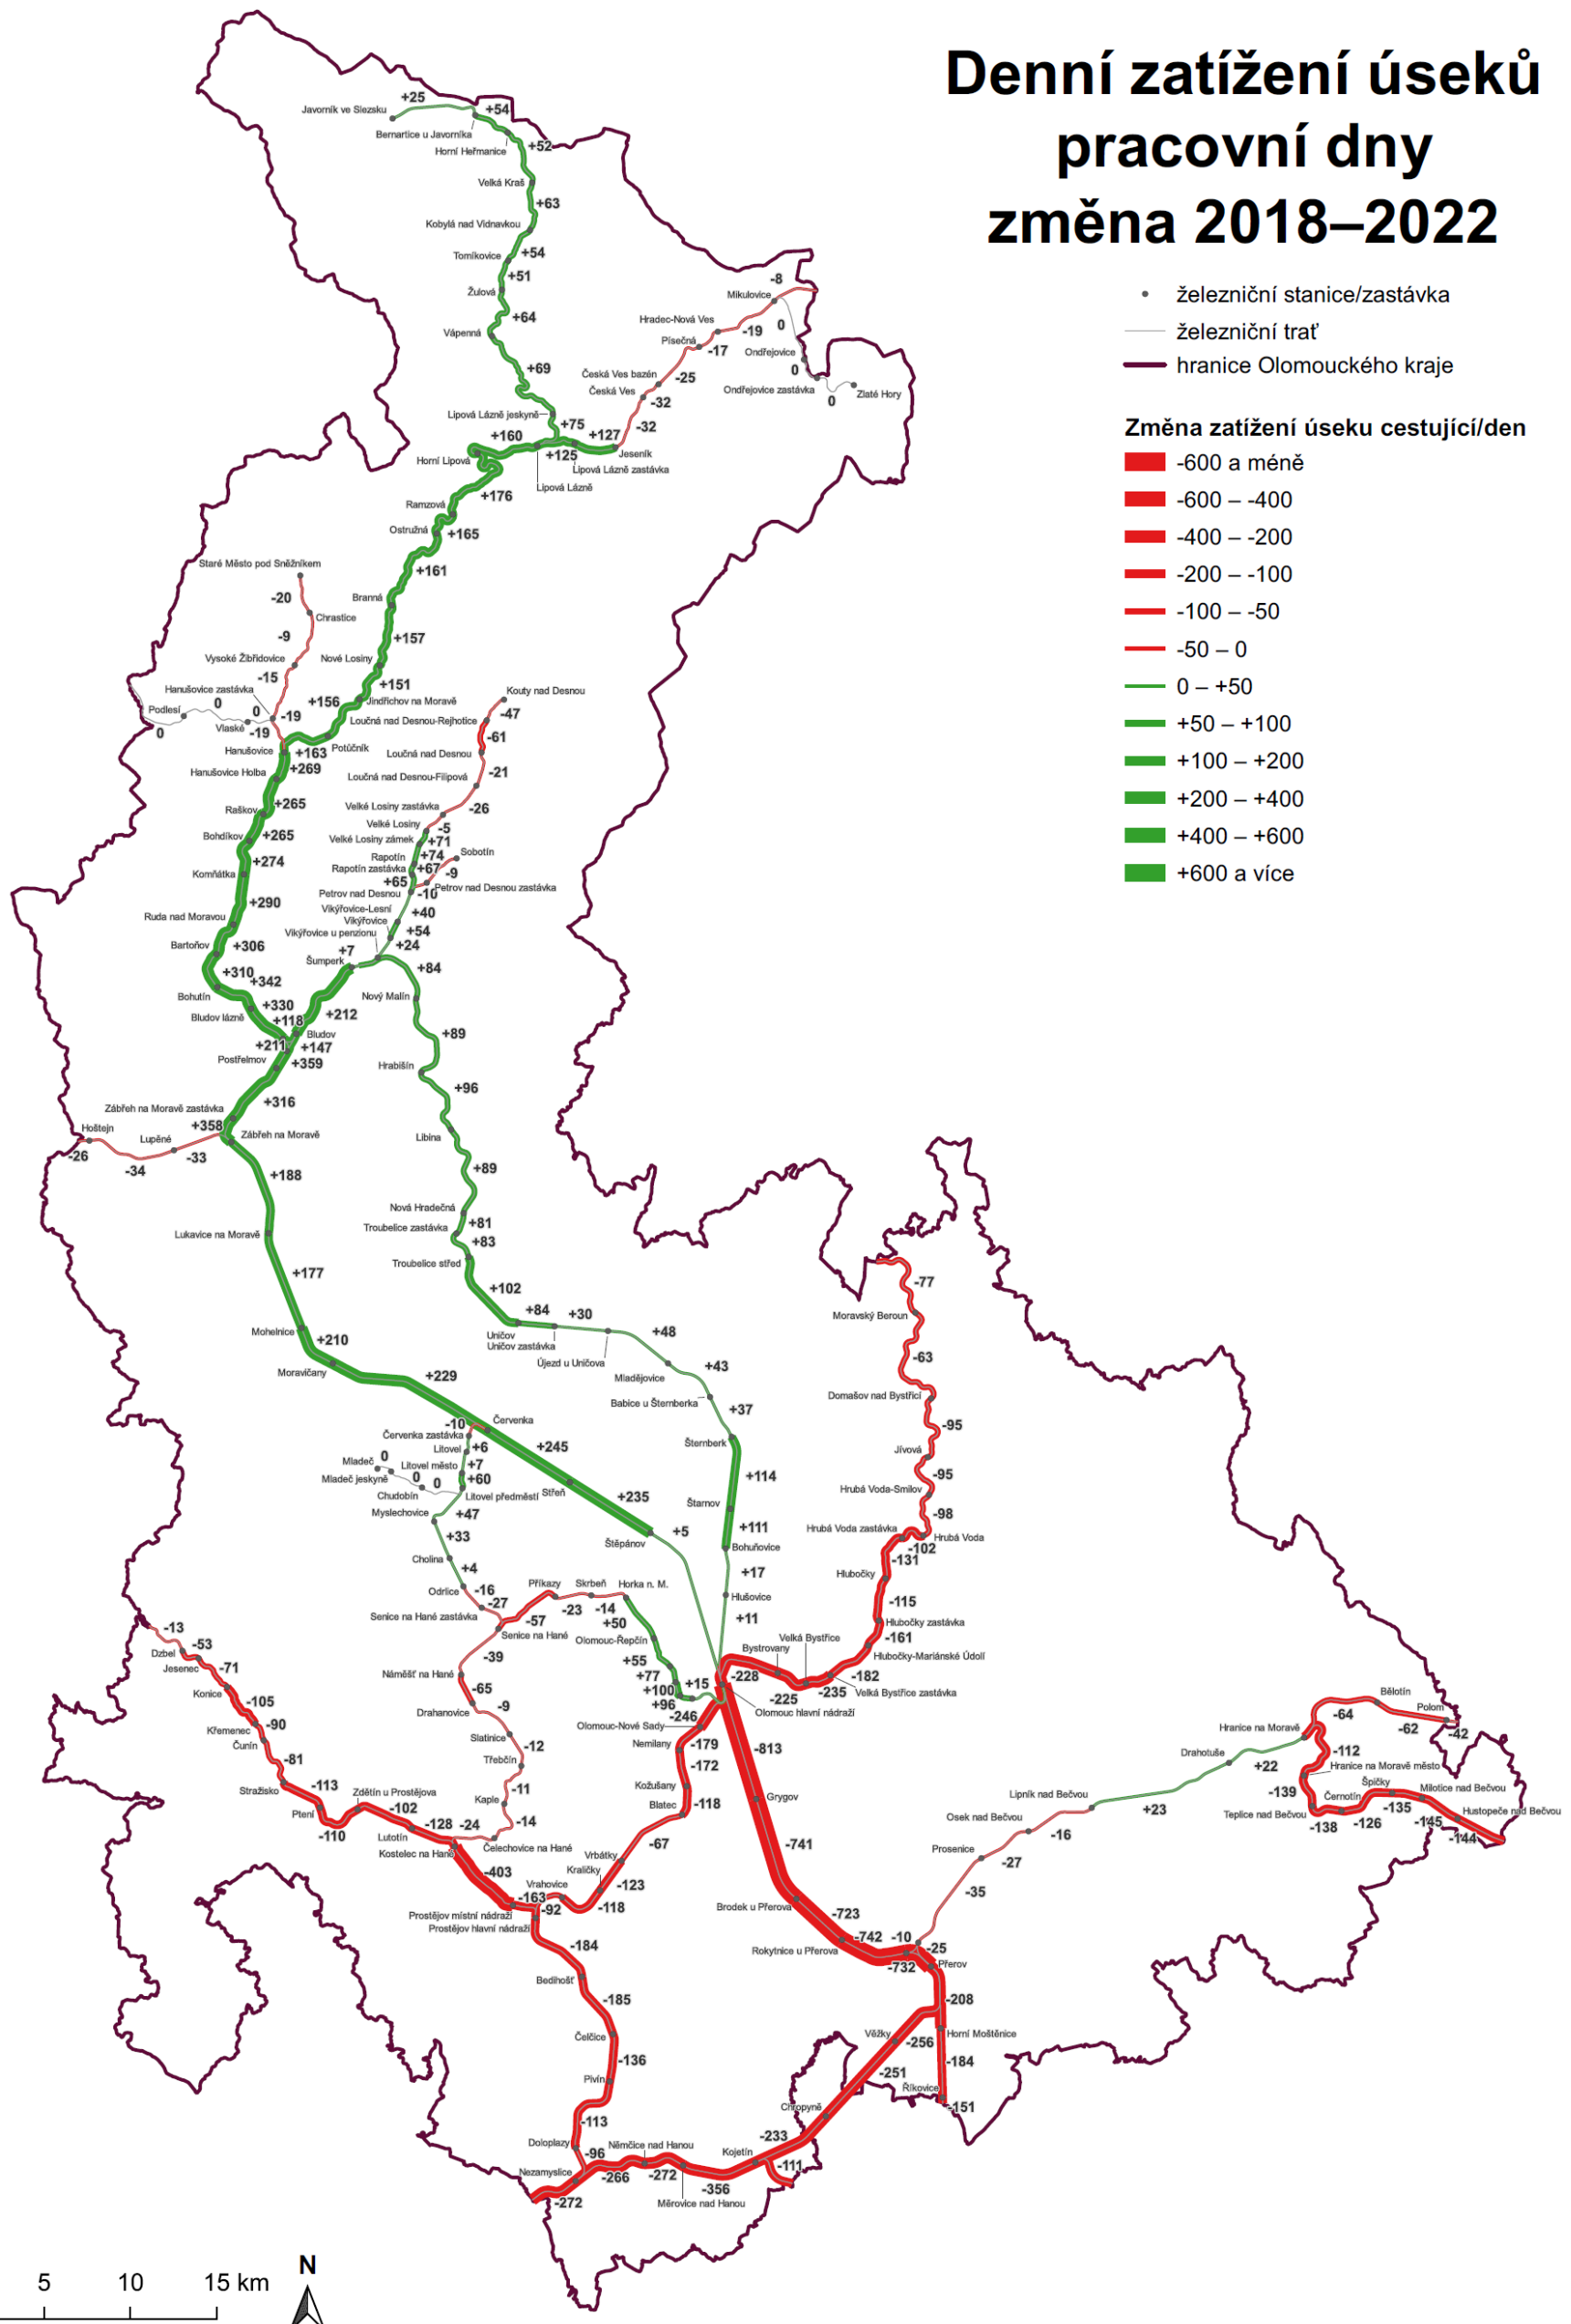 Denní zatížení úseků
pracovní dny
změna 2018–2022
železniční stanice/zastávka
železniční trať
hranice Olomouckého kraje
Změna zatížení úseku cestující/den
-600 a méně
-600 – -400
-400 – -200
-200 – -100
-100 – -50
-50 – 0
0 – +50
+50 – +100
+100 – +200
+200 – +400
+400 – +600
+600 a více
Javorník ve Slezsku
+25
+54
Bernartice u Javorníka
Horní Heřmanice
+52
Velká Kraš
+63
Kobylá nad Vidnavkou
+54
Tomíkovice
+51
Žulová
+64
Vápenná
+69
Lipová Lázně jeskyně
+75
+160
+125
+127
Horní Lipová
Jeseník
Lipová Lázně zastávka
Lipová Lázně
-8
Mikulovice
0
-19
Hradec-Nová Ves
Písečná
-17
Ondřejovice
0
Česká Ves bazén
-25
Ondřejovice zastávka
Zlaté Hory
0
Česká Ves
-32
-32
+176
Ramzová
Ostružná
+165
+161
Branná
+157
Nové Losiny
+151
Jindřichov na Moravě
+156
Potůčník
+163
Staré Město pod Sněžníkem
-20
Chrastice
-9
Vysoké Žibřidovice
-15
Hanušovice zastávka
Podlesí
0
0
0
Vlaské
-19
-19
Hanušovice
+269
Hanušovice Holba
+265
Raškov
+265
Bohdíkov
+274
Komňátka
+290
Ruda nad Moravou
+306
Bartoňov
+310
+342
Bohutín
+330
Bludov lázně
+118
Bludov
+211
+147
Postřelmov
+359
+212
Kouty nad Desnou
-47
Loučná nad Desnou-Rejhotice
-61
Loučná nad Desnou
-21
Loučná nad Desnou-Filipová
-26
Velké Losiny zastávka
Velké Losiny
-5
Velké Losiny zámek
+71
Rapotín
+74
Sobotín
Rapotín zastávka
+67
-9
+65
Petrov nad Desnou
-10
Petrov nad Desnou zastávka
Vikýřovice-Lesní
+40
Vikýřovice
Vikýřovice u penzionu
+54
+24
+7
Šumperk
+84
Nový Malín
+89
Hrabišín
+96
Libina
+89
Nová Hradečná
+81
Troubelice zastávka
+83
Troubelice střed
+102
+84
+30
Uničov
Uničov zastávka
Újezd u Uničova
+48
Mladějovice
+43
Babice u Šternberka
+37
Šternberk
+114
Štarnov
+111
Bohuňovice
+17
Hlušovice
+11
+316
Zábřeh na Moravě zastávka
+358
Zábřeh na Moravě
Hoštejn
Lupěné
-26
-34
-33
+188
Lukavice na Moravě
+177
Mohelnice
+210
Moravičany
+229
Červenka
-10
Červenka zastávka
+245
Litovel
+6
Mladeč
0
Litovel město
+7
Mladeč jeskyně
0
0
+60
Chudobín
Litovel předměstí
Střeň
+235
Štěpánov
+5
Myslechovice
+47
+33
Cholina
+4
Odrlice
-16
-27
Senice na Hané zastávka
Senice na Hané
-57
Příkazy
-23
Skrbeň
-14
Horka n. M.
+50
Olomouc-Řepčín
+55
+77
+100
+96
+15
-39
Náměšť na Hané
-65
Drahanovice
-9
Slatinice
-12
Třebčín
-11
Kaple
-14
Čelechovice na Hané
-24
-13
Dzbel
-53
Jesenec
-71
Konice
-105
Křemenec
-90
Čunín
-81
Stražisko
-113
Ptení
-110
Zdětín u Prostějova
-102
Lutotín
-128
Kostelec na Hané
-403
Prostějov místní nádraží
-163
Prostějov hlavní nádraží
-92
-246
Olomouc-Nové Sady
-179
Nemilany
-172
Kožušany
-118
Blatec
-67
Vrbátky
Kraličky
-123
Vrahovice
-118
-184
Bedihošť
-185
Čelčice
-136
Pivín
-113
Doloplazy
-96
Nezamyslice
-272
-266
Němčice nad Hanou
-272
Měrovice nad Hanou
-356
Kojetín
-111
-233
Chropyně
-251
Věžky
-256
-77
Moravský Beroun
-63
Domašov nad Bystřicí
-95
Jívová
-95
Hrubá Voda-Smilov
-98
Hrubá Voda zastávka
Hrubá Voda
-102
-131
Hlubočky
-115
Hlubočky zastávka
-161
Hlubočky-Mariánské Údolí
-182
Velká Bystřice zastávka
-235
Velká Bystřice
-225
Bystrovany
-228
Olomouc hlavní nádraží
-813
Grygov
-741
Brodek u Přerova
-723
Rokytnice u Přerova
-742
-10
-732
-25
Přerov
-208
Horní Moštěnice
-184
Říkovice
-151
-35
Prosenice
-27
Osek nad Bečvou
-16
Lipník nad Bečvou
+23
Drahotuše
+22
Hranice na Moravě
-64
Bělotín
-62
Polom
-42
-112
Hranice na Moravě město
-139
Teplice nad Bečvou
-138
Černotín
-126
Špičky
-135
Milotice nad Bečvou
-145
Hustopeče nad Bečvou
-144
5 10 15 km
N